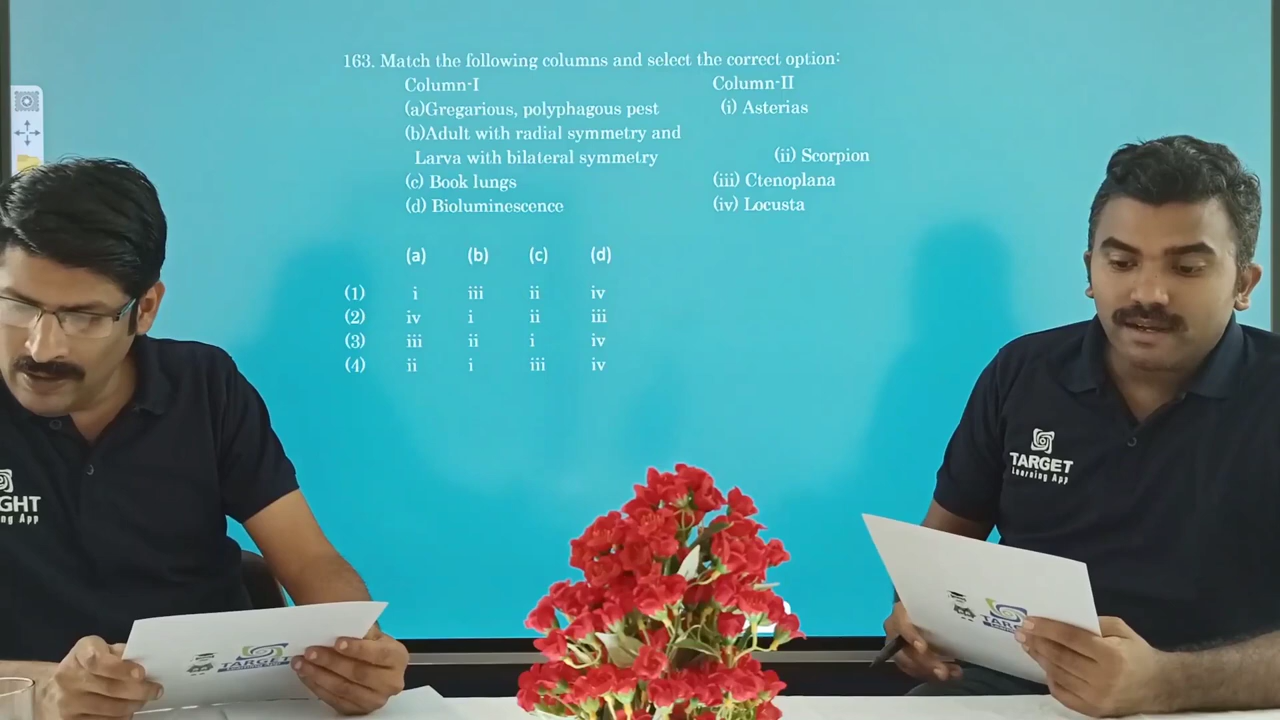 163. Match the following columns and select the correct option:
Column-I Column-II
(a)Gregarious, polyphagous pest (i) Asterias
(b)Adult with radial symmetry and
Larva with bilateral symmetry (ii) Scorpion
(c) Book lungs (iii) Ctenoplana
(d) Bioluminescence (iv) Locusta
(a) (b) (c) (d)
(1) i iii ii iv
(2) iv i ii iii
(3) iii ii i iv
(4) ii i iii iv
TARGET
Learning App
GHT
ng App
TARGET
TARGET